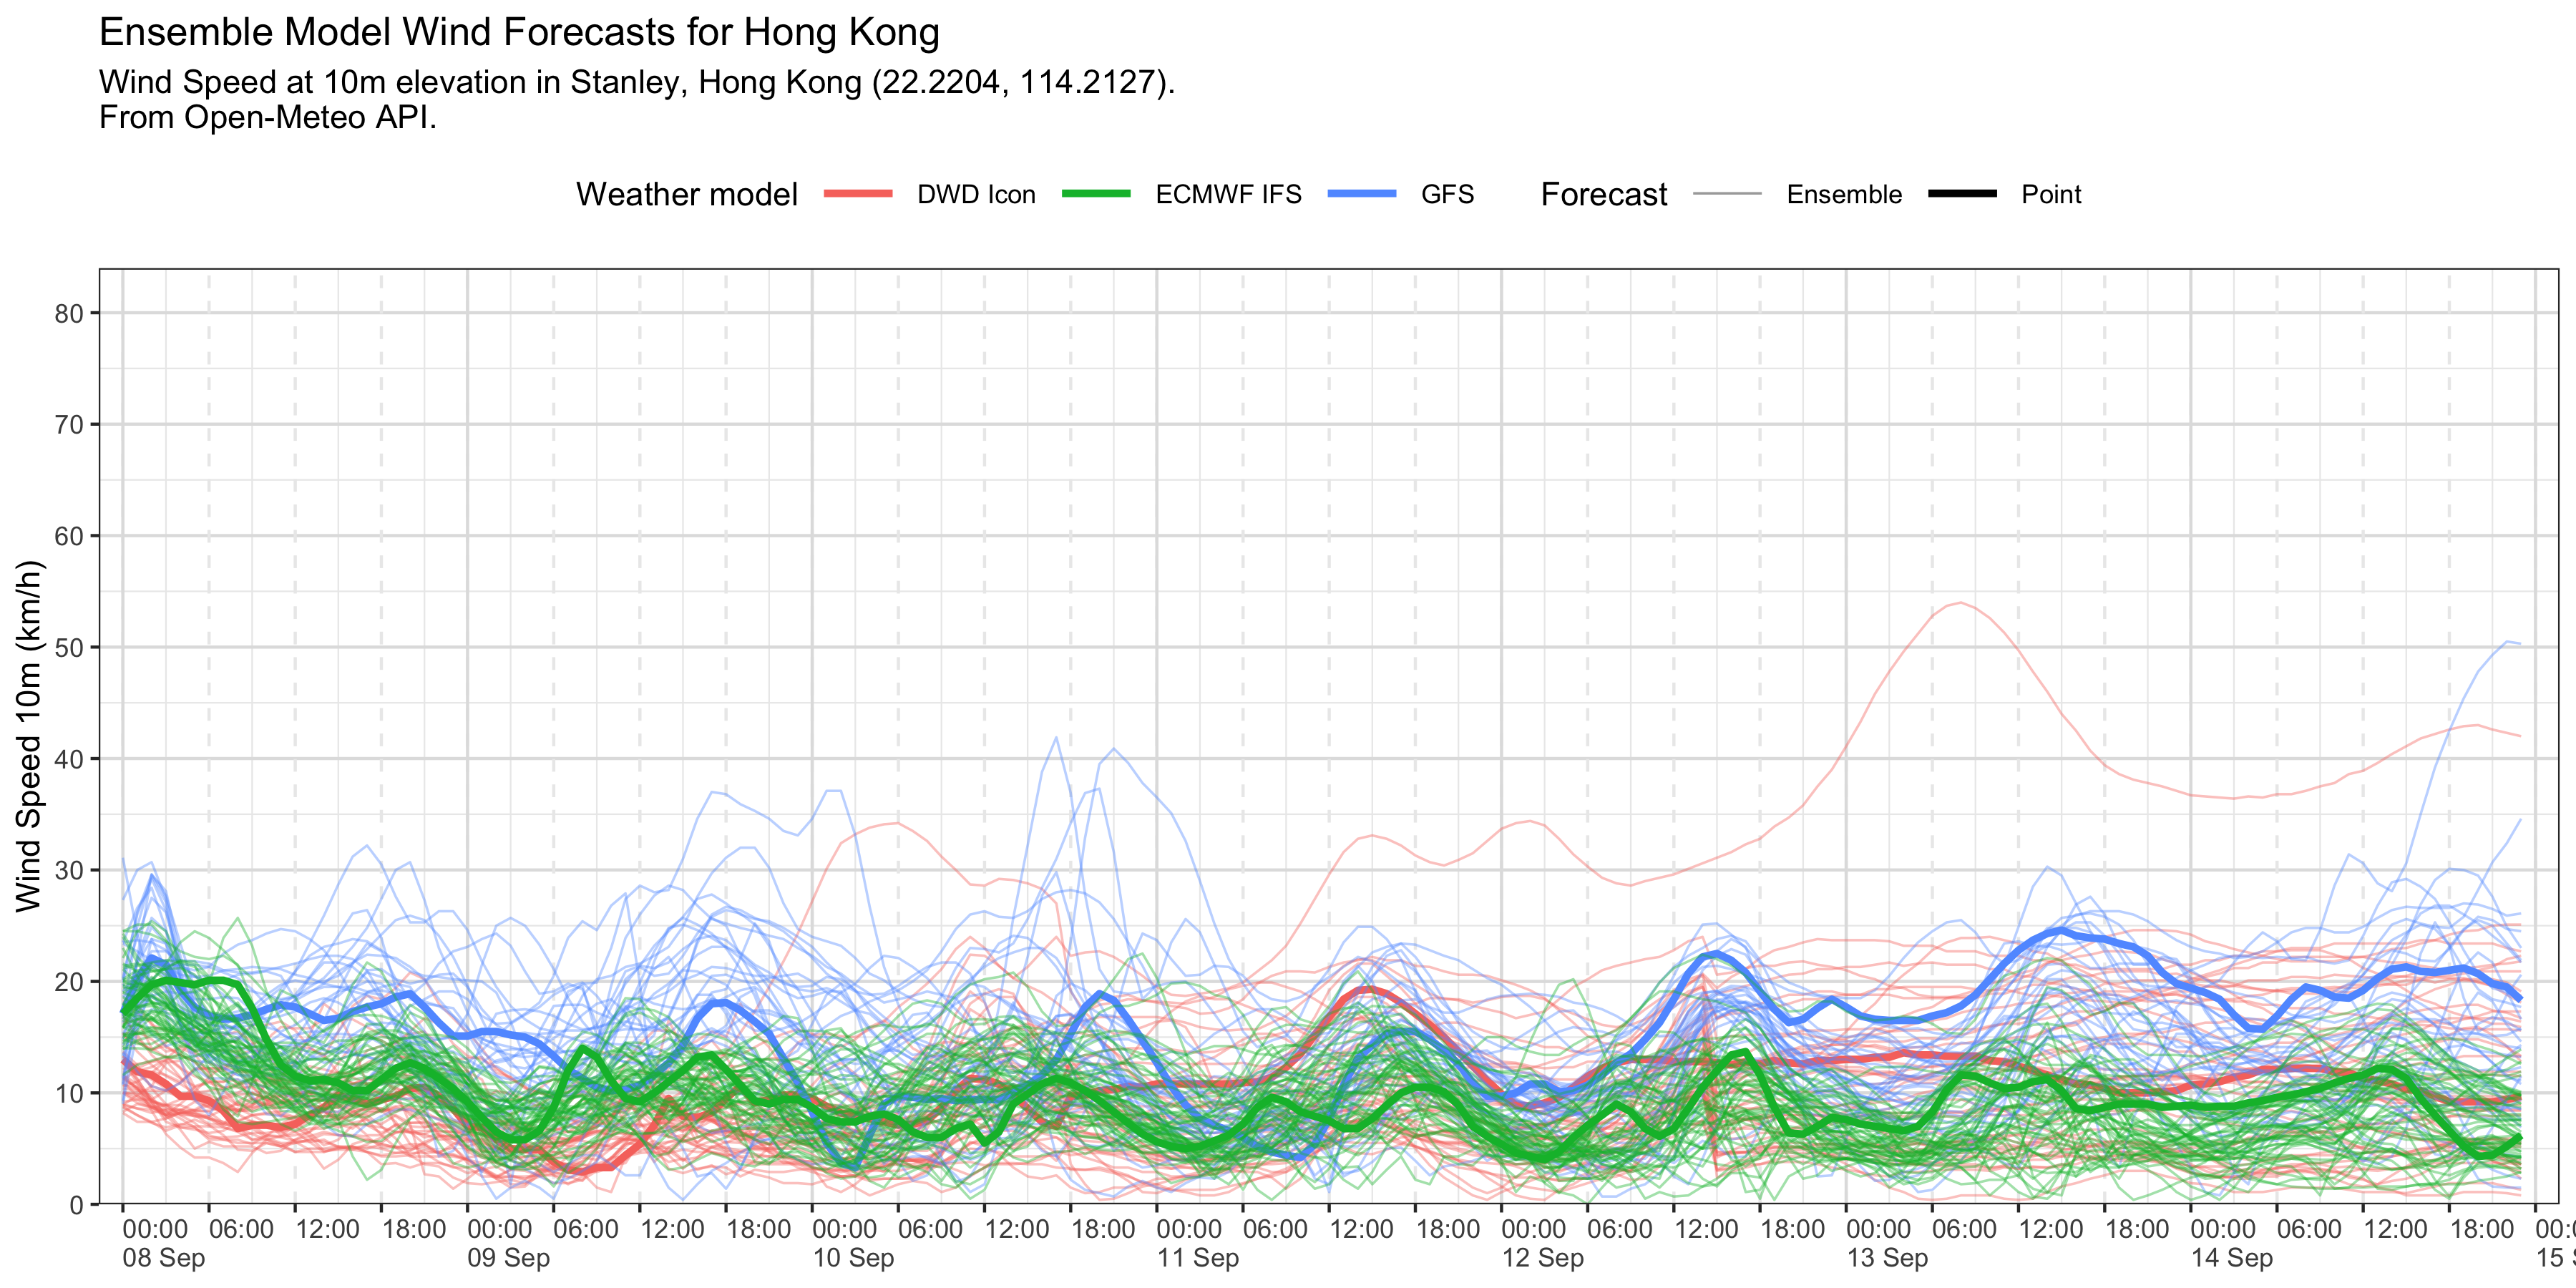 Ensemble Model Wind Forecasts for Hong Kong
Wind Speed at 10m elevation in Stanley, Hong Kong (22.2204, 114.2127).
From Open-Meteo API.
Weather model DWD Icon ECMWF IFS GFS Forecast Ensemble Point
Wind Speed 10m (km/h)
80
70
60
50
40
30
20
10
0
00:00 06:00 12:00 18:00 00:00 06:00 12:00 18:00 00:00 06:00 12:00 18:00 00:00 06:00 12:00 18:00 00:00 06:00 12:00 18:00 00:00 06:00 12:00 18:00 00:00 06:00 12:00 18:00
08 Sep 09 Sep 10 Sep 11 Sep 12 Sep 13 Sep 14 Sep 15